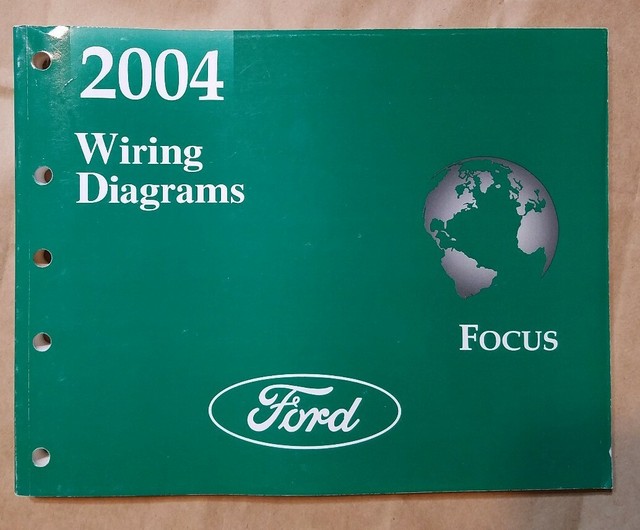 2004
Wiring
Diagrams
FOCUS
Ford